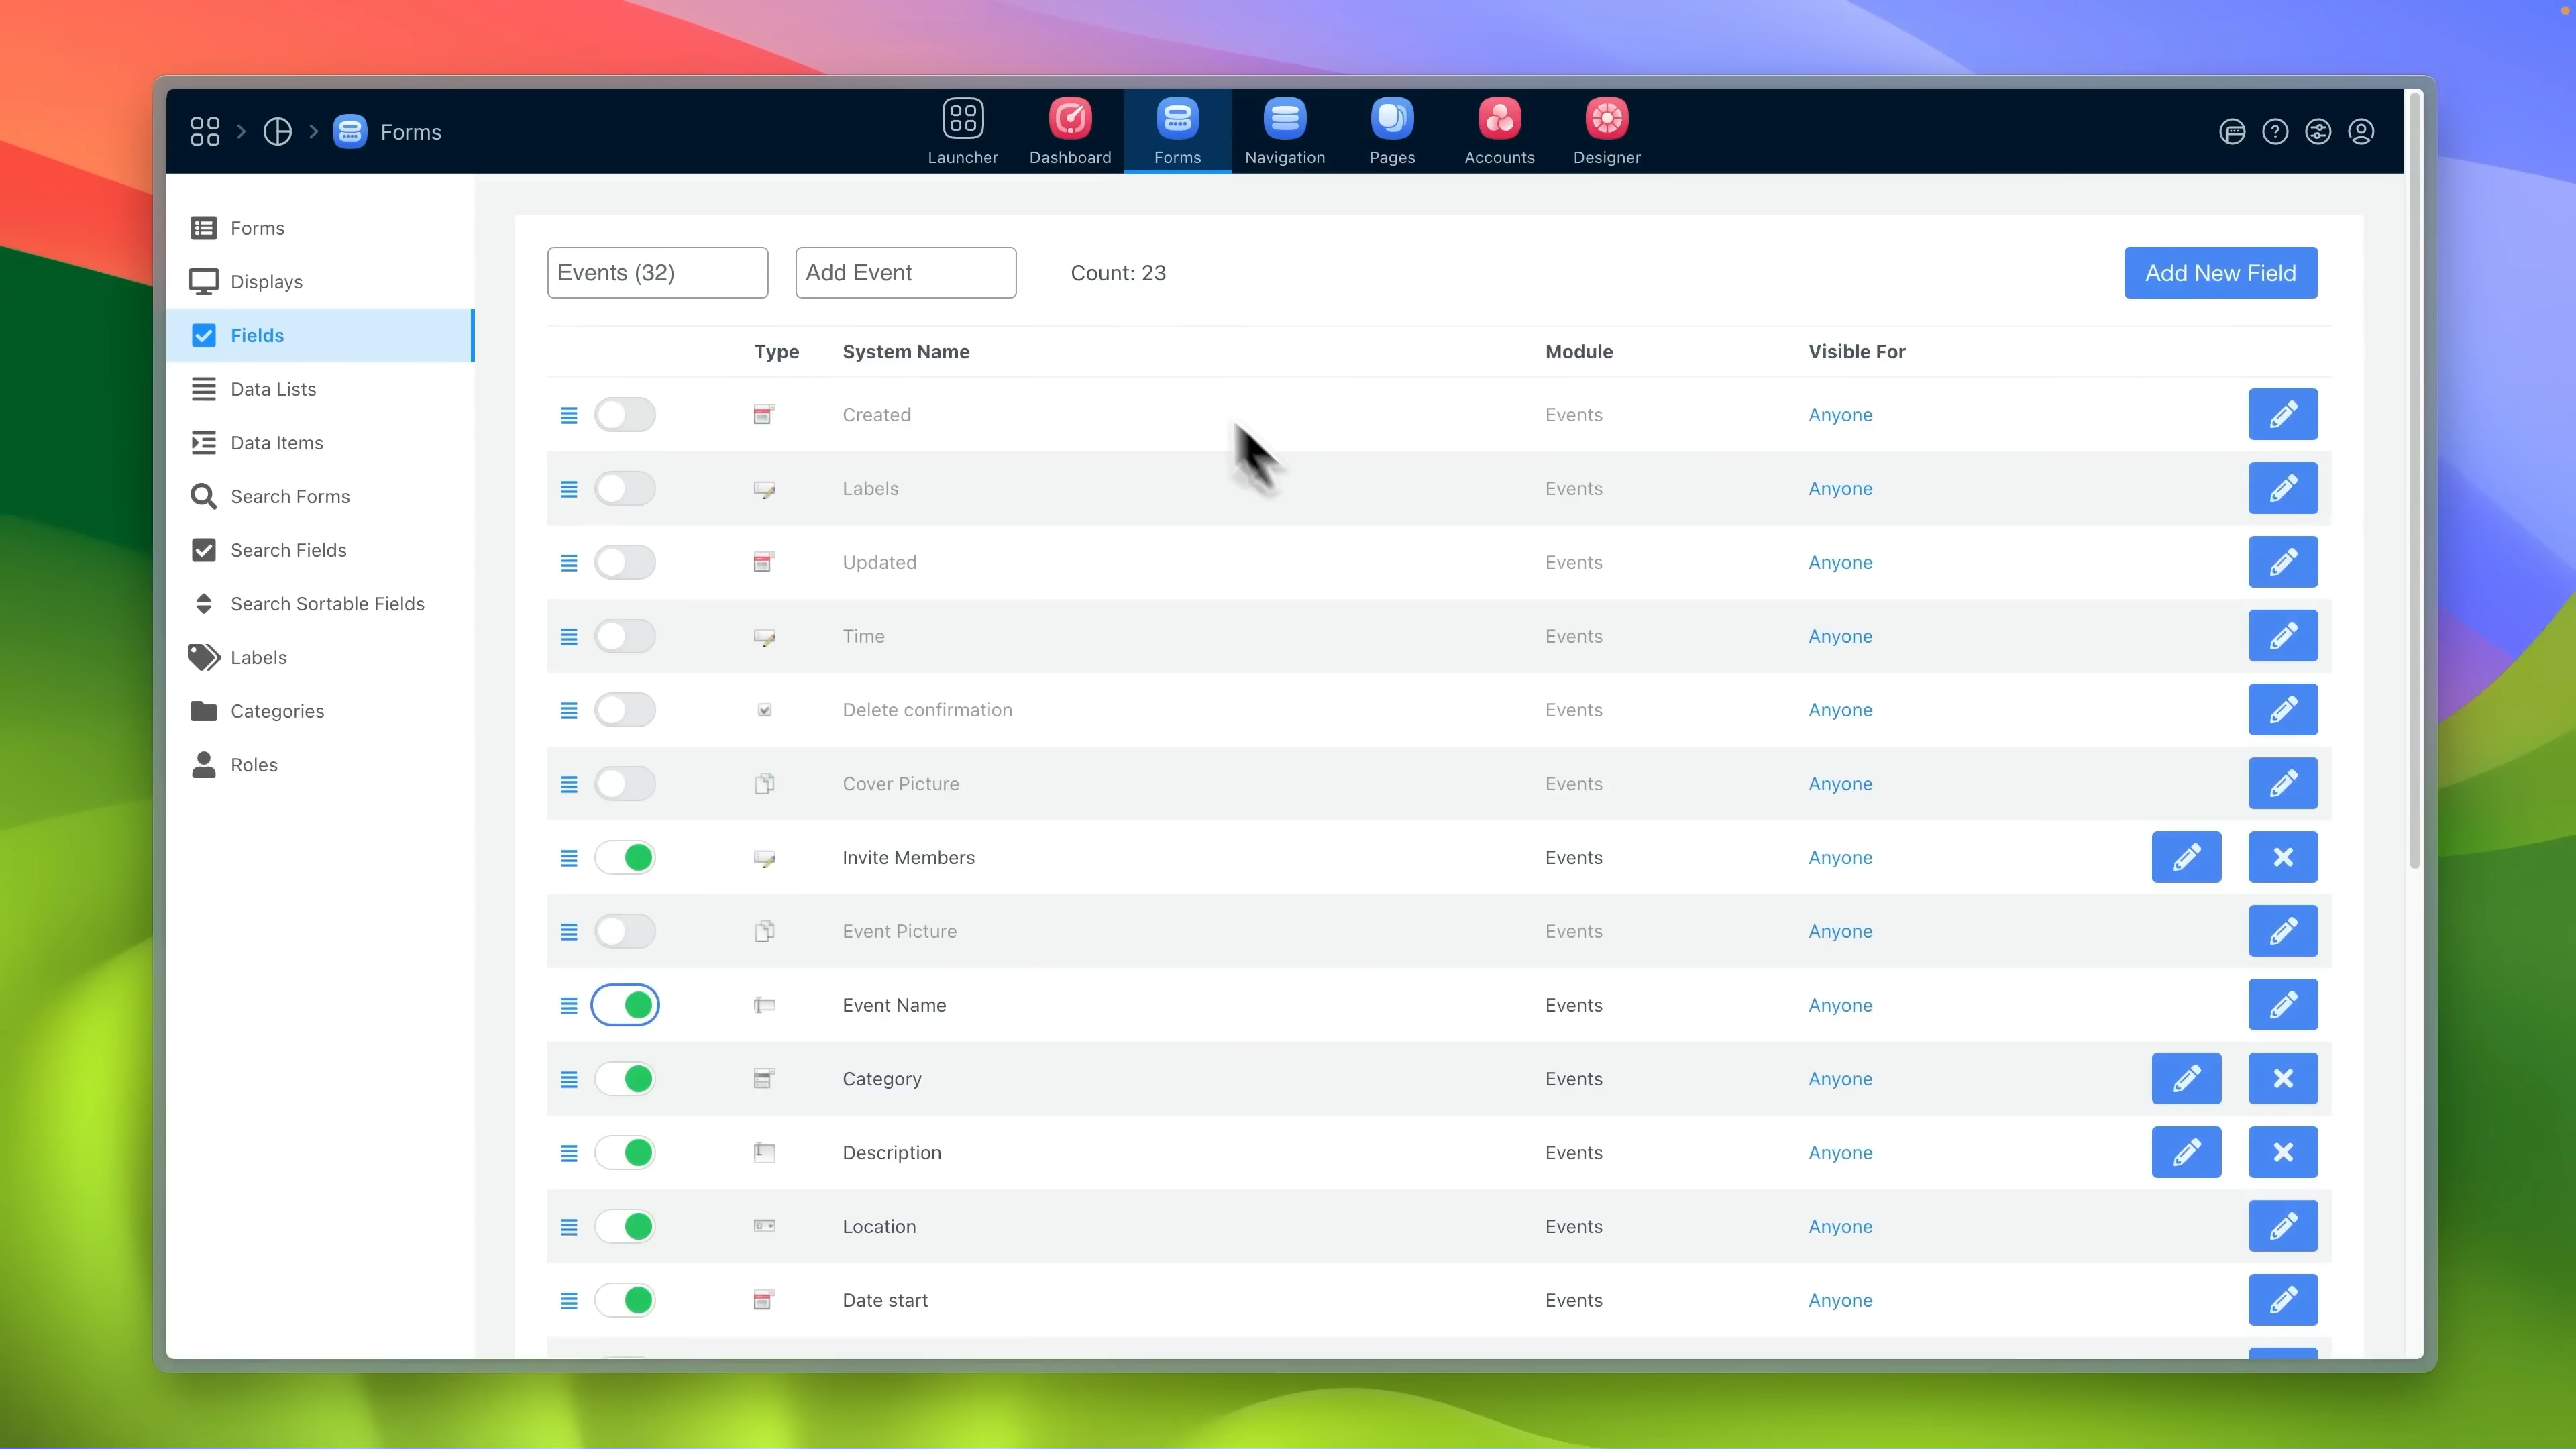 Forms
Launcher
Dashboard
Forms
Navigation
Pages
Accounts
Designer
Forms
Displays
Fields
Data Lists
Data Items
Search Forms
Search Fields
Search Sortable Fields
Labels
Categories
Roles
Events (32)
Add Event
Count: 23
Add New Field
Type System Name Module Visible For
Created Events Anyone
Labels Events Anyone
Updated Events Anyone
Time Events Anyone
Delete confirmation Events Anyone
Cover Picture Events Anyone
Invite Members Events Anyone
Event Picture Events Anyone
Event Name Events Anyone
Category Events Anyone
Description Events Anyone
Location Events Anyone
Date start Events Anyone